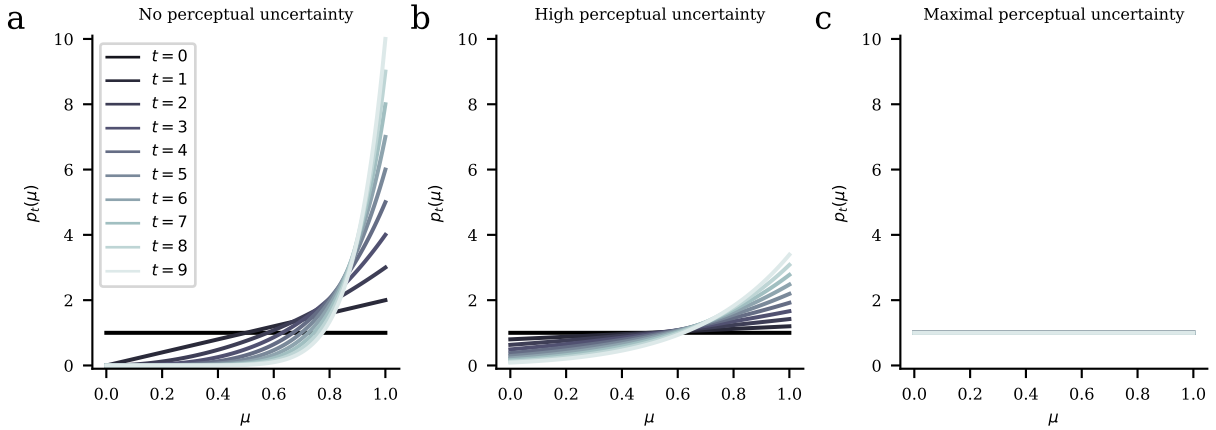 a
No perceptual uncertainty
10
8
6
4
2
0
p_t(μ)
t = 0
t = 1
t = 2
t = 3
t = 4
t = 5
t = 6
t = 7
t = 8
t = 9
0.0 0.2 0.4 0.6 0.8 1.0
μ
b
High perceptual uncertainty
10
8
6
4
2
0
p_t(μ)
0.0 0.2 0.4 0.6 0.8 1.0
μ
c
Maximal perceptual uncertainty
10
8
6
4
2
0
p_t(μ)
0.0 0.2 0.4 0.6 0.8 1.0
μ